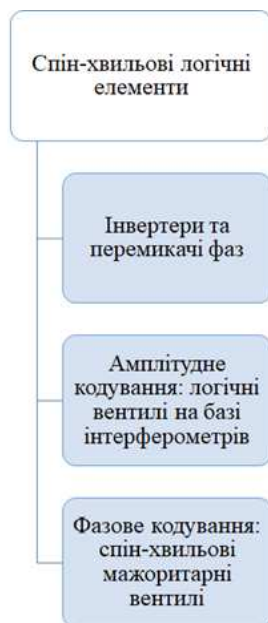 Спін-хвильові логічні
елементи
Інвертери та
перемикачі фаз
Амплітудне
кодування: логічні
вентилі на базі
інтерферометрів
Фазове кодування:
спін-хвильові
мажоритарні
вентилі